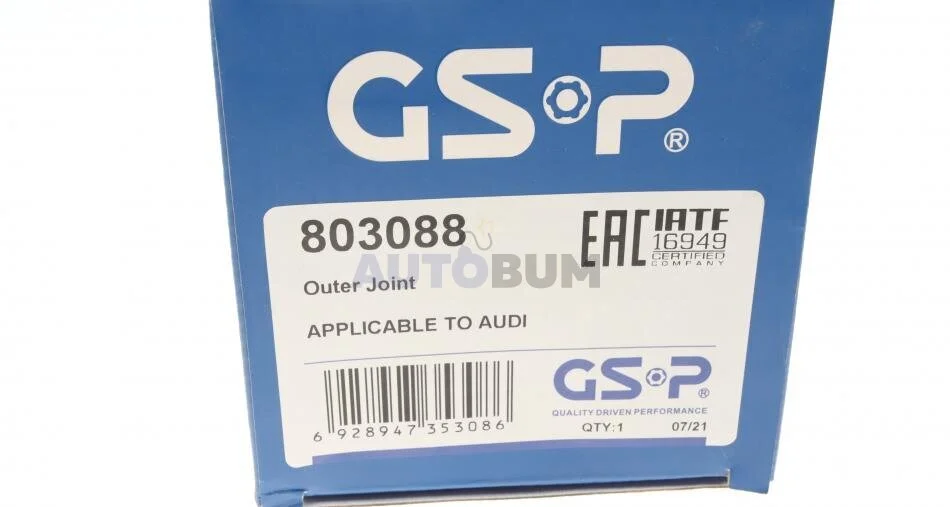 GSP®
803088
EAC
IATF
16949
CERTIFIED
COMPANY
AUTOBUM
Outer Joint
APPLICABLE TO AUDI
GSP®
QUALITY DRIVEN PERFORMANCE
6 928947 353086
QTY:1 07/21